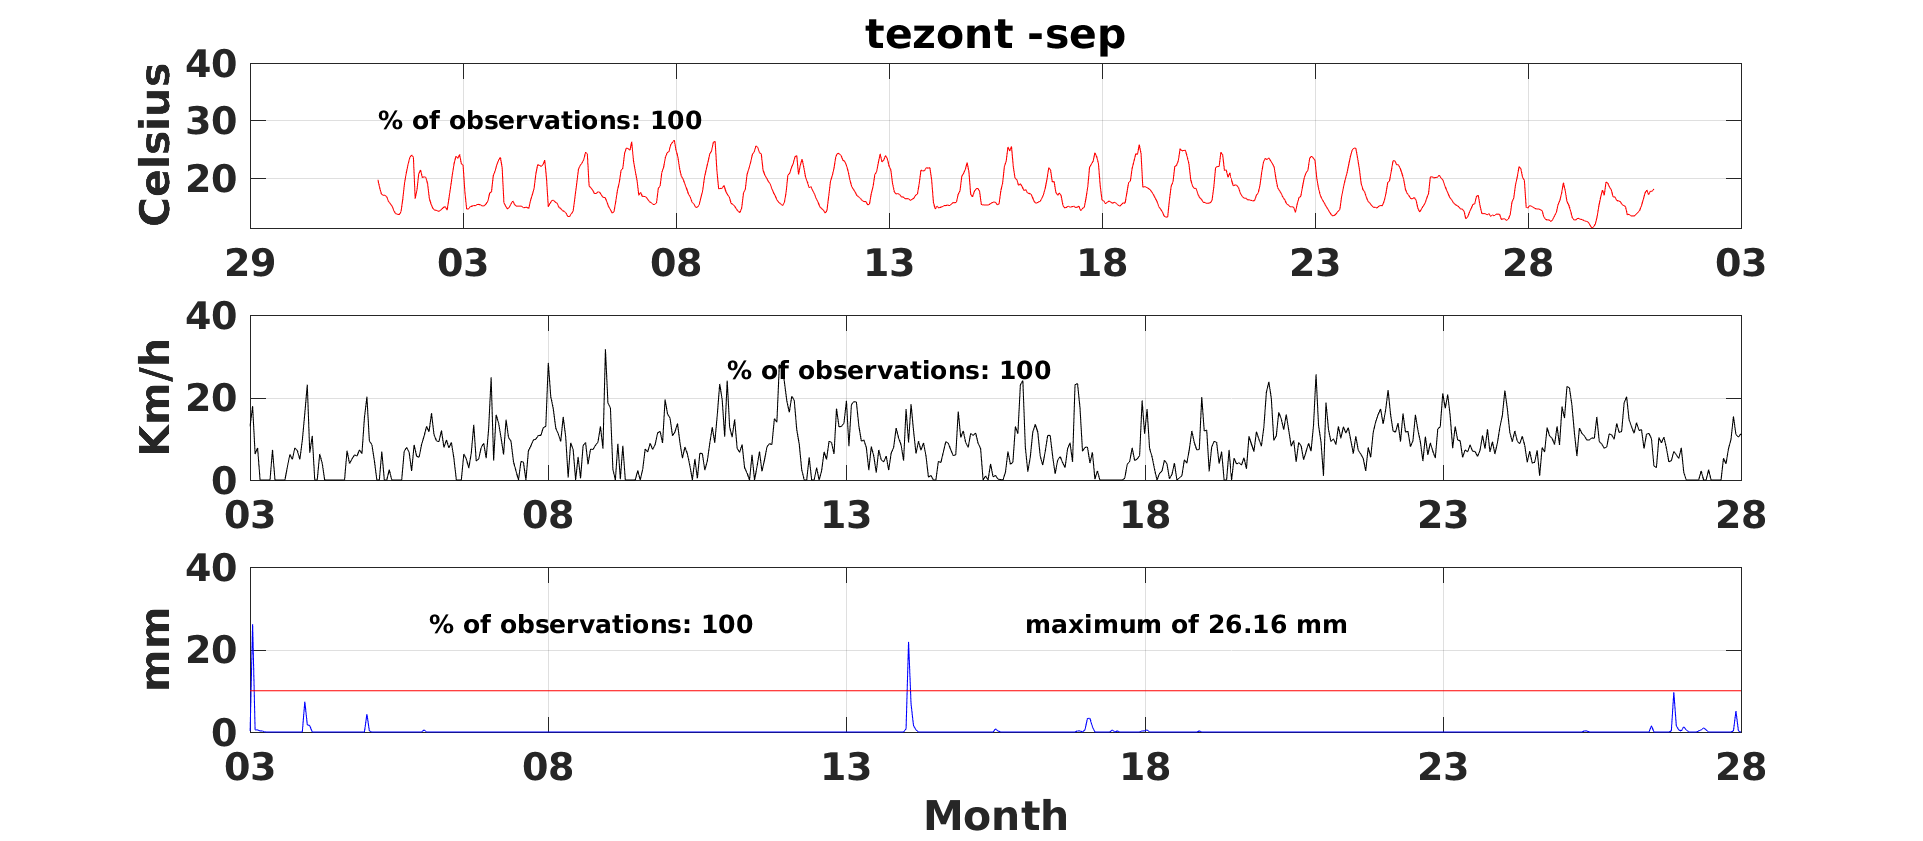 tezont -sep
Celsius
40
30
20
% of observations: 100
29 03 08 13 18 23 28 03
Km/h
40
20
0
% of observations: 100
03 08 13 18 23 28
mm
40
20
0
% of observations: 100 maximum of 26.16 mm
03 08 13 18 23 28
Month